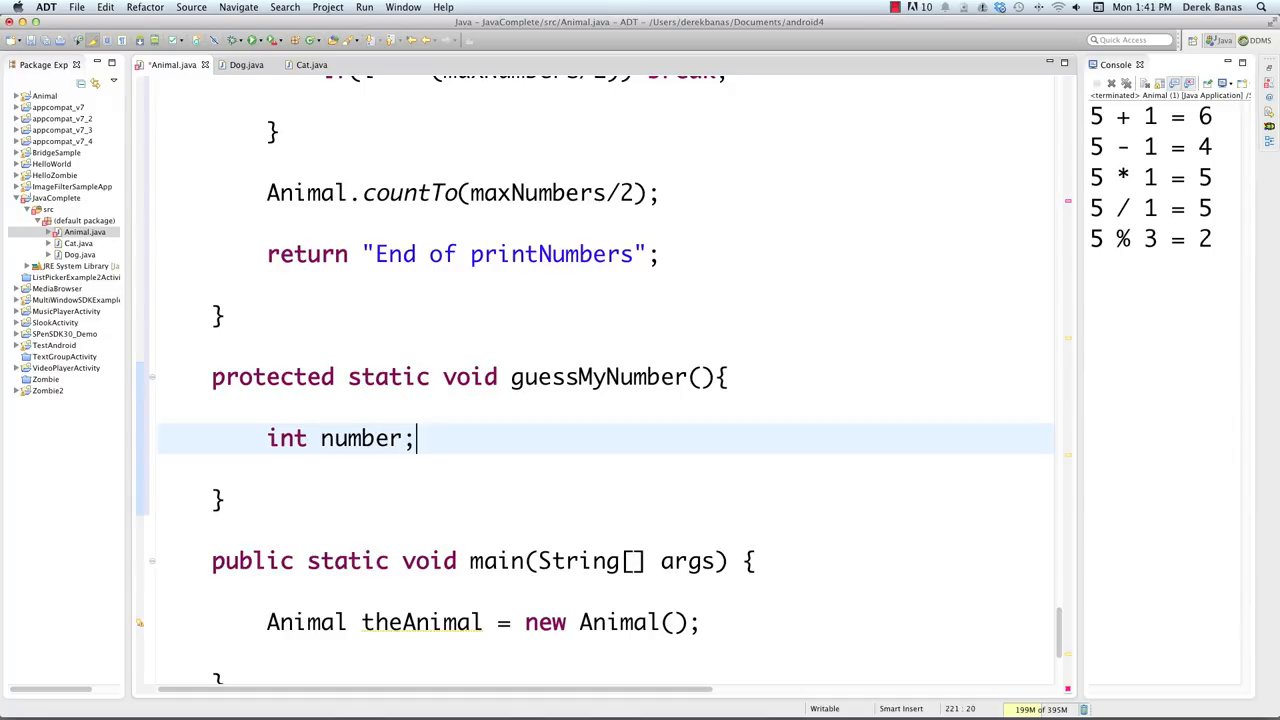 ADT File Edit Refactor Source Navigate Search Project Run Window Help 10 Mon 1:41 PM Derek Banas
Java - JavaComplete/src/Animal.java - ADT - /Users/derekbanas/Documents/android4
Quick Access Java DDMS
Package Exp
*Animal.java Dog.java Cat.java
Console
<terminated> Animal (1) [Java Application] /S
Animal
appcompat_v7
appcompat_v7_2
appcompat_v7_3
appcompat_v7_4
BridgeSample
HelloWorld
HelloZombie
ImageFilterSampleApp
JavaComplete
src
(default package)
Animal.java
Cat.java
Dog.java
JRE System Library [Ja
ListPickerExample2Activi
MediaBrowser
MultiWindowSDKExample
MusicPlayerActivity
SlookActivity
SPenSDK30_Demo
TestAndroid
TextGroupActivity
VideoPlayerActivity
Zombie
Zombie2
(maxNumbers/2)) break;
}
Animal.countTo(maxNumbers/2);
return "End of printNumbers";
}
protected static void guessMyNumber(){
int number;
}
public static void main(String[] args) {
Animal theAnimal = new Animal();
}
5 + 1 = 6
5 - 1 = 4
5 * 1 = 5
5 / 1 = 5
5 % 3 = 2
Writable Smart Insert 221 : 20 199M of 395M